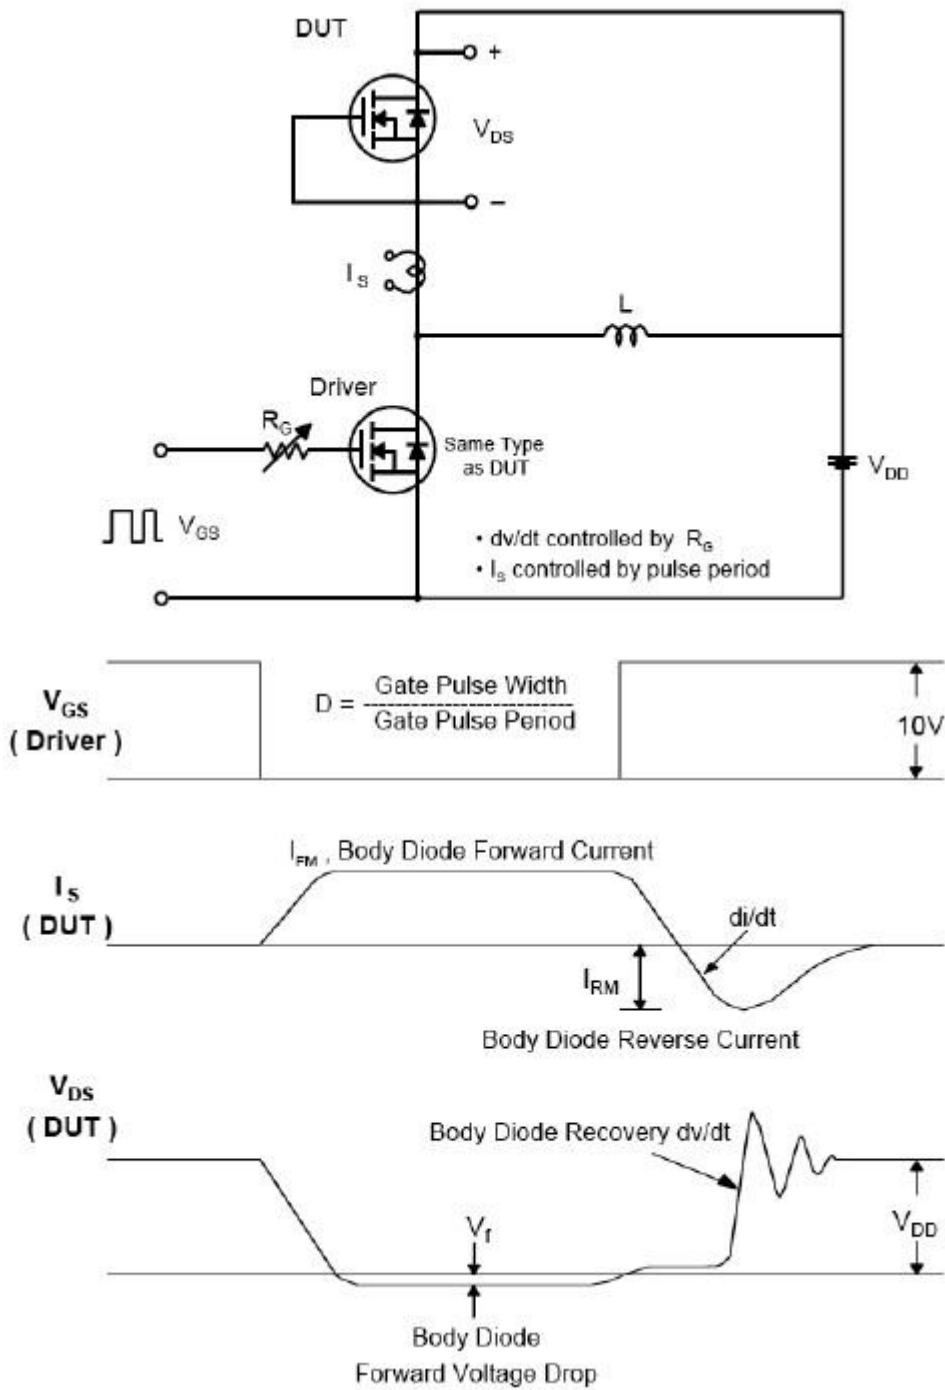 DUT
+
V_DS
−
I_S
L
Driver
R_G
Same Type
as DUT
V_DD
V_GS
• dv/dt controlled by R_G
• I_S controlled by pulse period
V_GS
( Driver )
D = Gate Pulse Width
Gate Pulse Period
10V
I_FM , Body Diode Forward Current
I_S
( DUT )
di/dt
I_RM
Body Diode Reverse Current
V_DS
( DUT )
Body Diode Recovery dv/dt
V_f
V_DD
Body Diode
Forward Voltage Drop